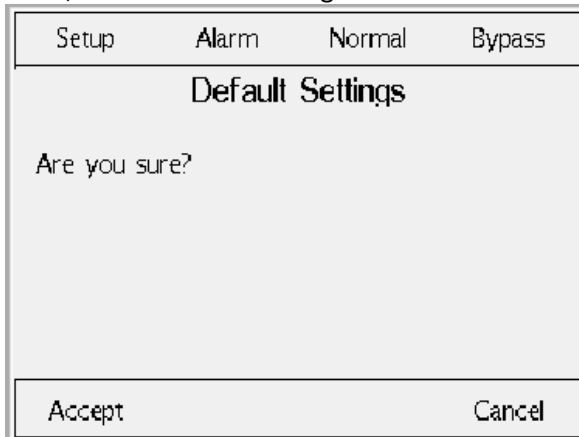 Setup Alarm Normal Bypass
Default Settings
Are you sure?
Accept Cancel